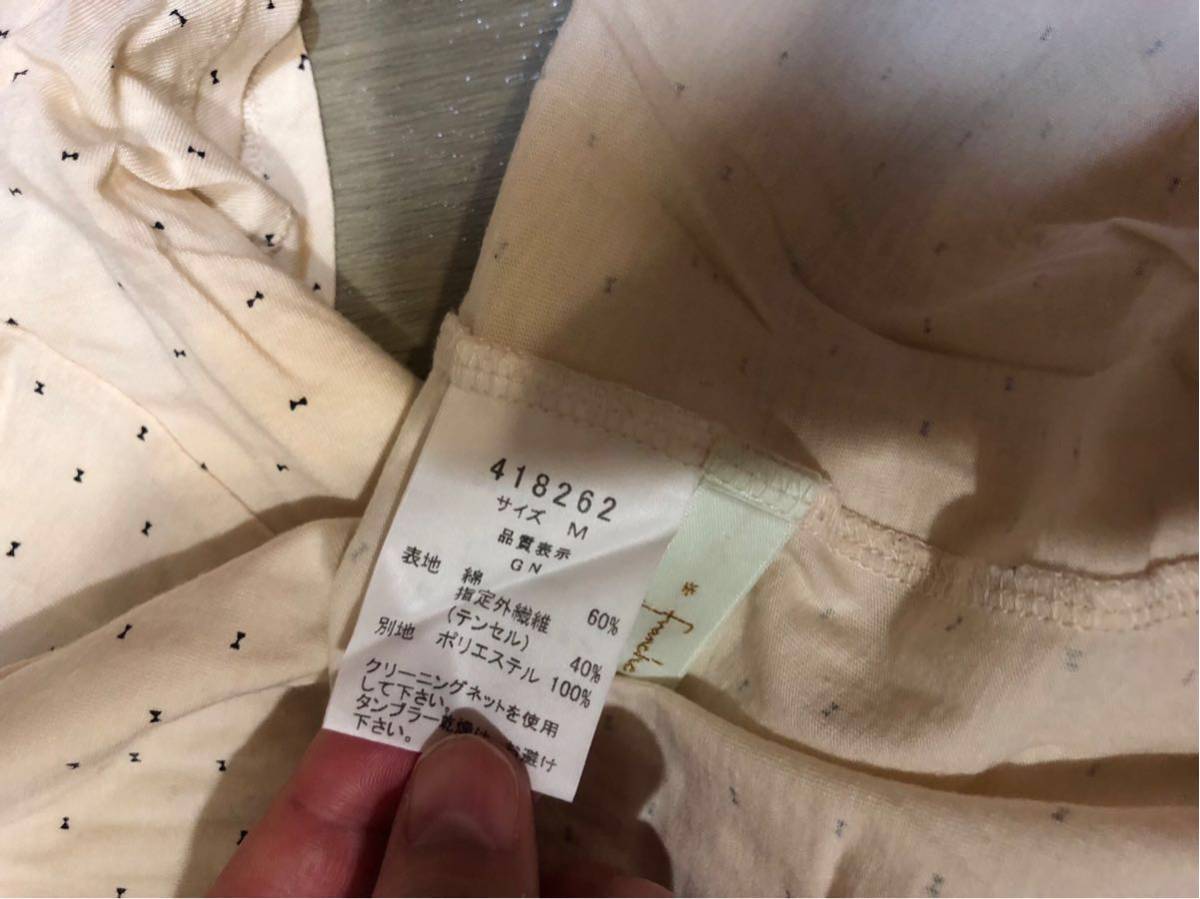 418262
サイズ M
品質表示
GN
表地 綿 60%
指定外繊維
(テンセル) 40%
別地 ポリエステル 100%
クリーニングネットを使用
して下さい。
タンブラー乾燥は 避け
下さい。
* franche